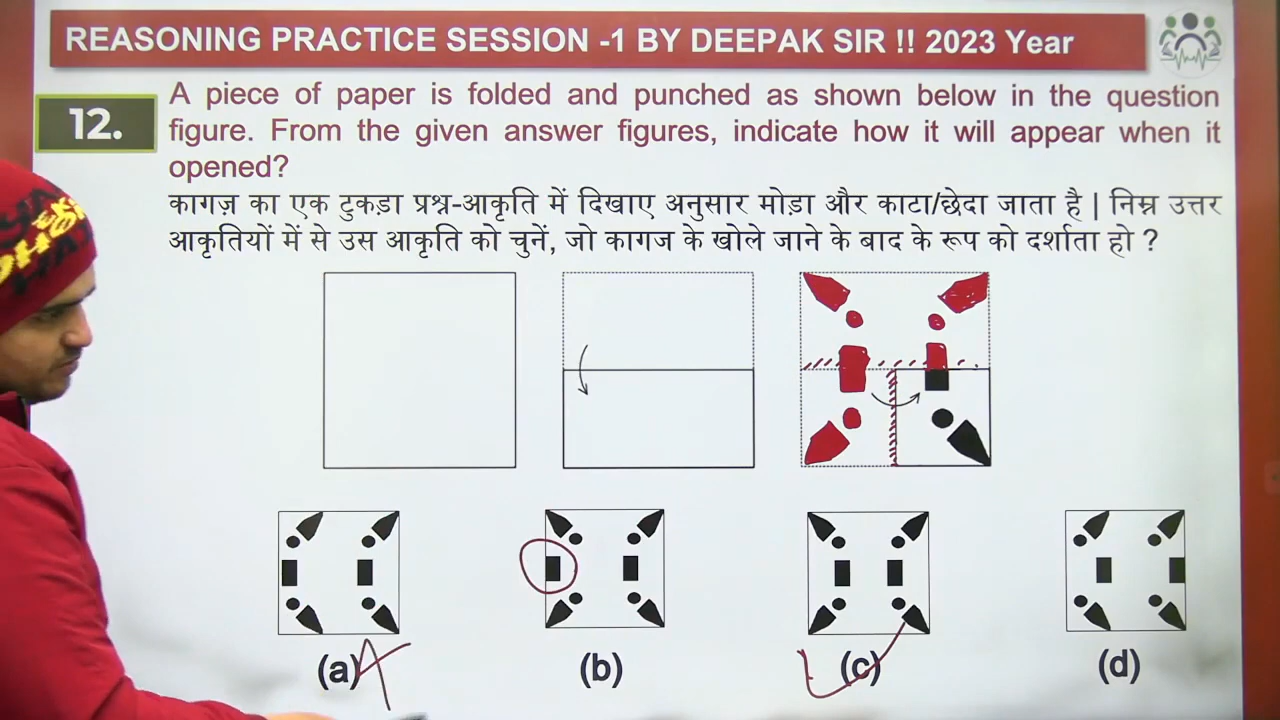 REASONING PRACTICE SESSION -1 BY DEEPAK SIR !! 2023 Year
12.
A piece of paper is folded and punched as shown below in the question
figure. From the given answer figures, indicate how it will appear when it
opened?
कागज़ का एक टुकड़ा प्रश्न-आकृति में दिखाए अनुसार मोड़ा और काटा/छेदा जाता है | निम्न उत्तर
आकृतियों में से उस आकृति को चुनें, जो कागज के खोले जाने के बाद के रूप को दर्शाता हो ?
(a) (b) (c) (d)